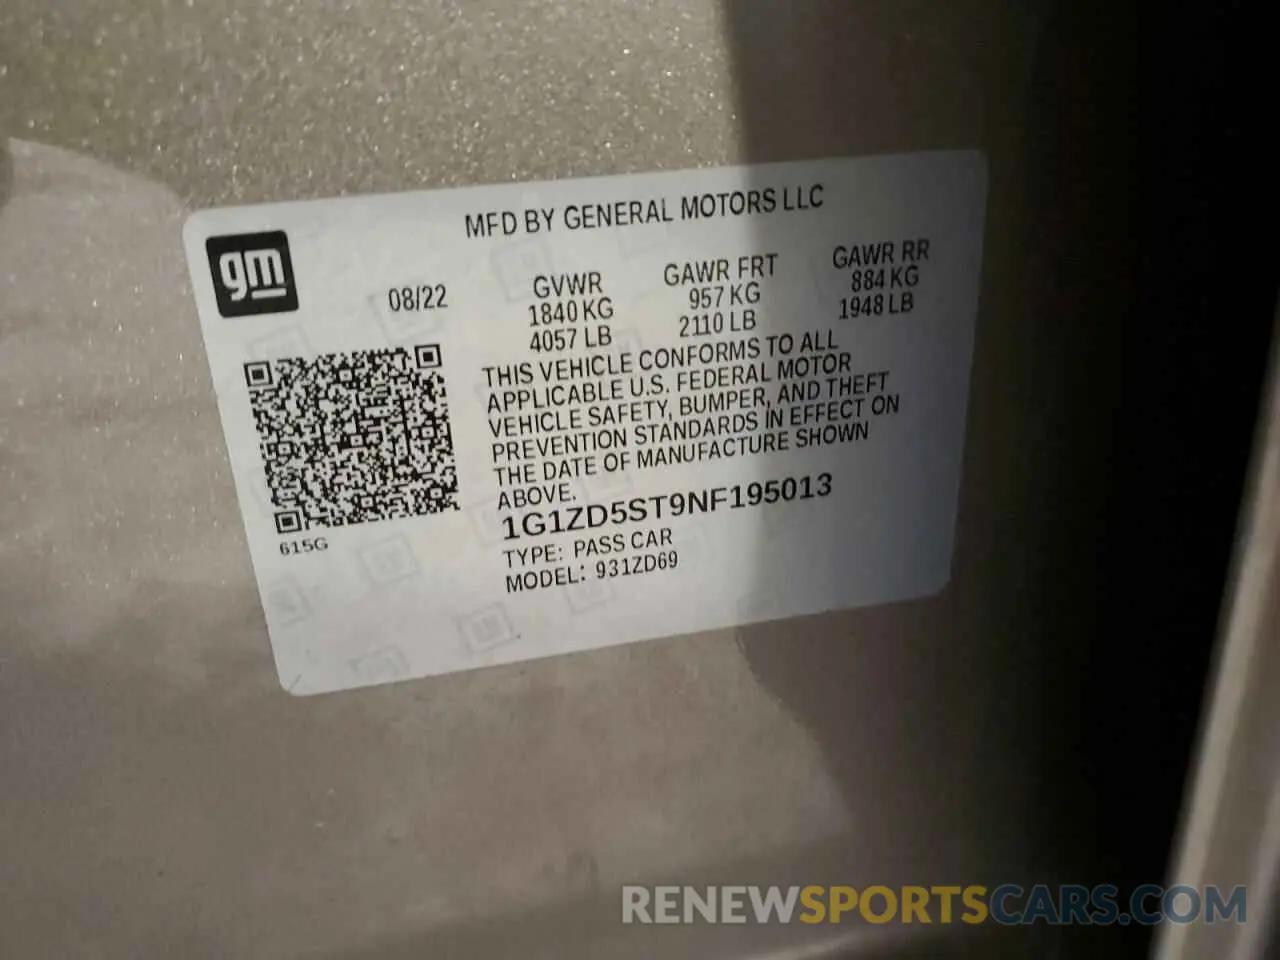 MFD BY GENERAL MOTORS LLC
gm
08/22
GVWR
1840 KG
4057 LB
GAWR FRT
957 KG
2110 LB
GAWR RR
884 KG
1948 LB
THIS VEHICLE CONFORMS TO ALL
APPLICABLE U.S. FEDERAL MOTOR
VEHICLE SAFETY, BUMPER, AND THEFT
PREVENTION STANDARDS IN EFFECT ON
THE DATE OF MANUFACTURE SHOWN
ABOVE.
1G1ZD5ST9NF195013
TYPE: PASS CAR
MODEL: 931ZD69
615G
RENEWSPORTSCARS.COM